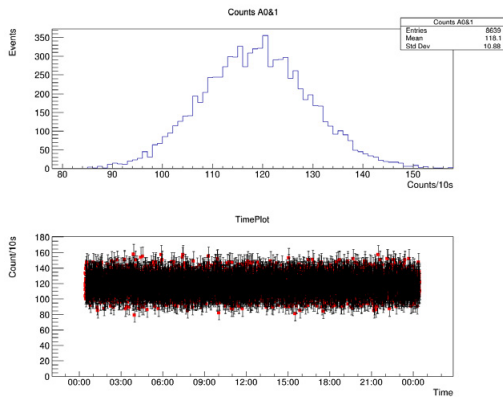 Counts A0&1
Events
Counts A0&1
Entries 8639
Mean 118.1
Std Dev 10.88
350
300
250
200
150
100
50
0
80 90 100 110 120 130 140 150
Counts/10s
TimePlot
Count/10s
180
160
140
120
100
80
60
40
20
0
00:00 03:00 06:00 09:00 12:00 15:00 18:00 21:00 00:00
Time